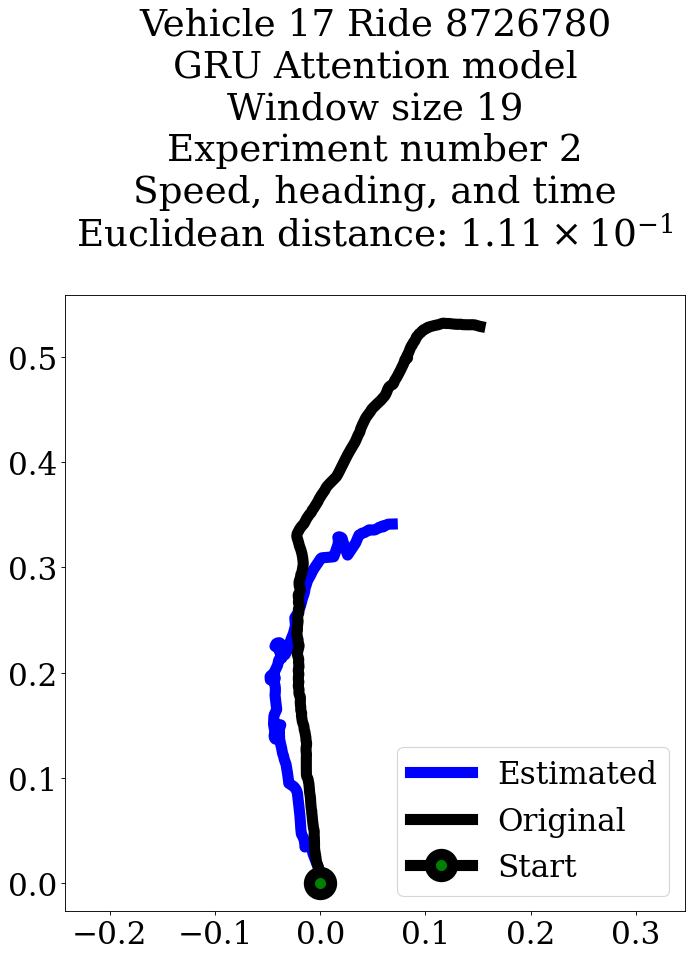 Vehicle 17 Ride 8726780
GRU Attention model
Window size 19
Experiment number 2
Speed, heading, and time
Euclidean distance: 1.11 × 10⁻¹
0.5
0.4
0.3
0.2
0.1
0.0
Estimated
Original
Start
−0.2 −0.1 0.0 0.1 0.2 0.3